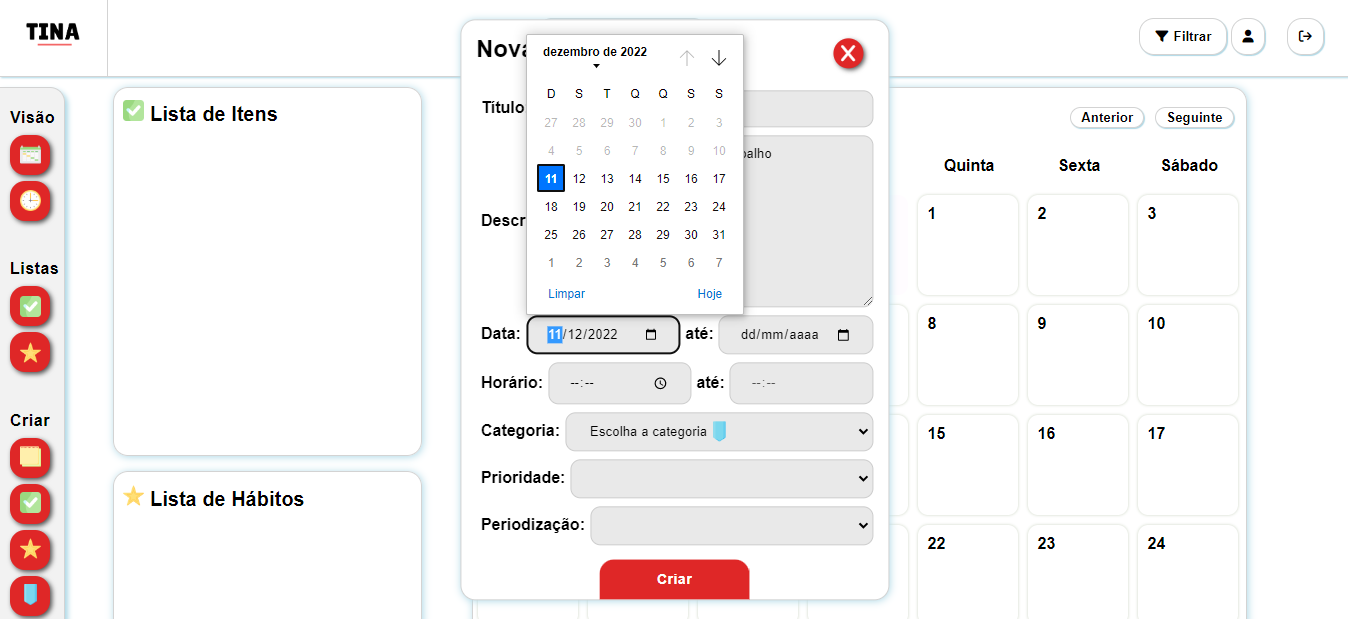 TINA
Filtrar
Visão
Listas
Criar
Lista de Itens
Lista de Hábitos
Nova
dezembro de 2022
D S T Q Q S S
27 28 29 30 1 2 3
4 5 6 7 8 9 10
11 12 13 14 15 16 17
18 19 20 21 22 23 24
25 26 27 28 29 30 31
1 2 3 4 5 6 7
Limpar Hoje
Título
balho
Descr
Data: 11/12/2022 até: dd/mm/aaaa
Horário: --:-- até: --:--
Categoria: Escolha a categoria
Prioridade:
Periodização:
Criar
Anterior Seguinte
Quinta Sexta Sábado
1 2 3
8 9 10
15 16 17
22 23 24